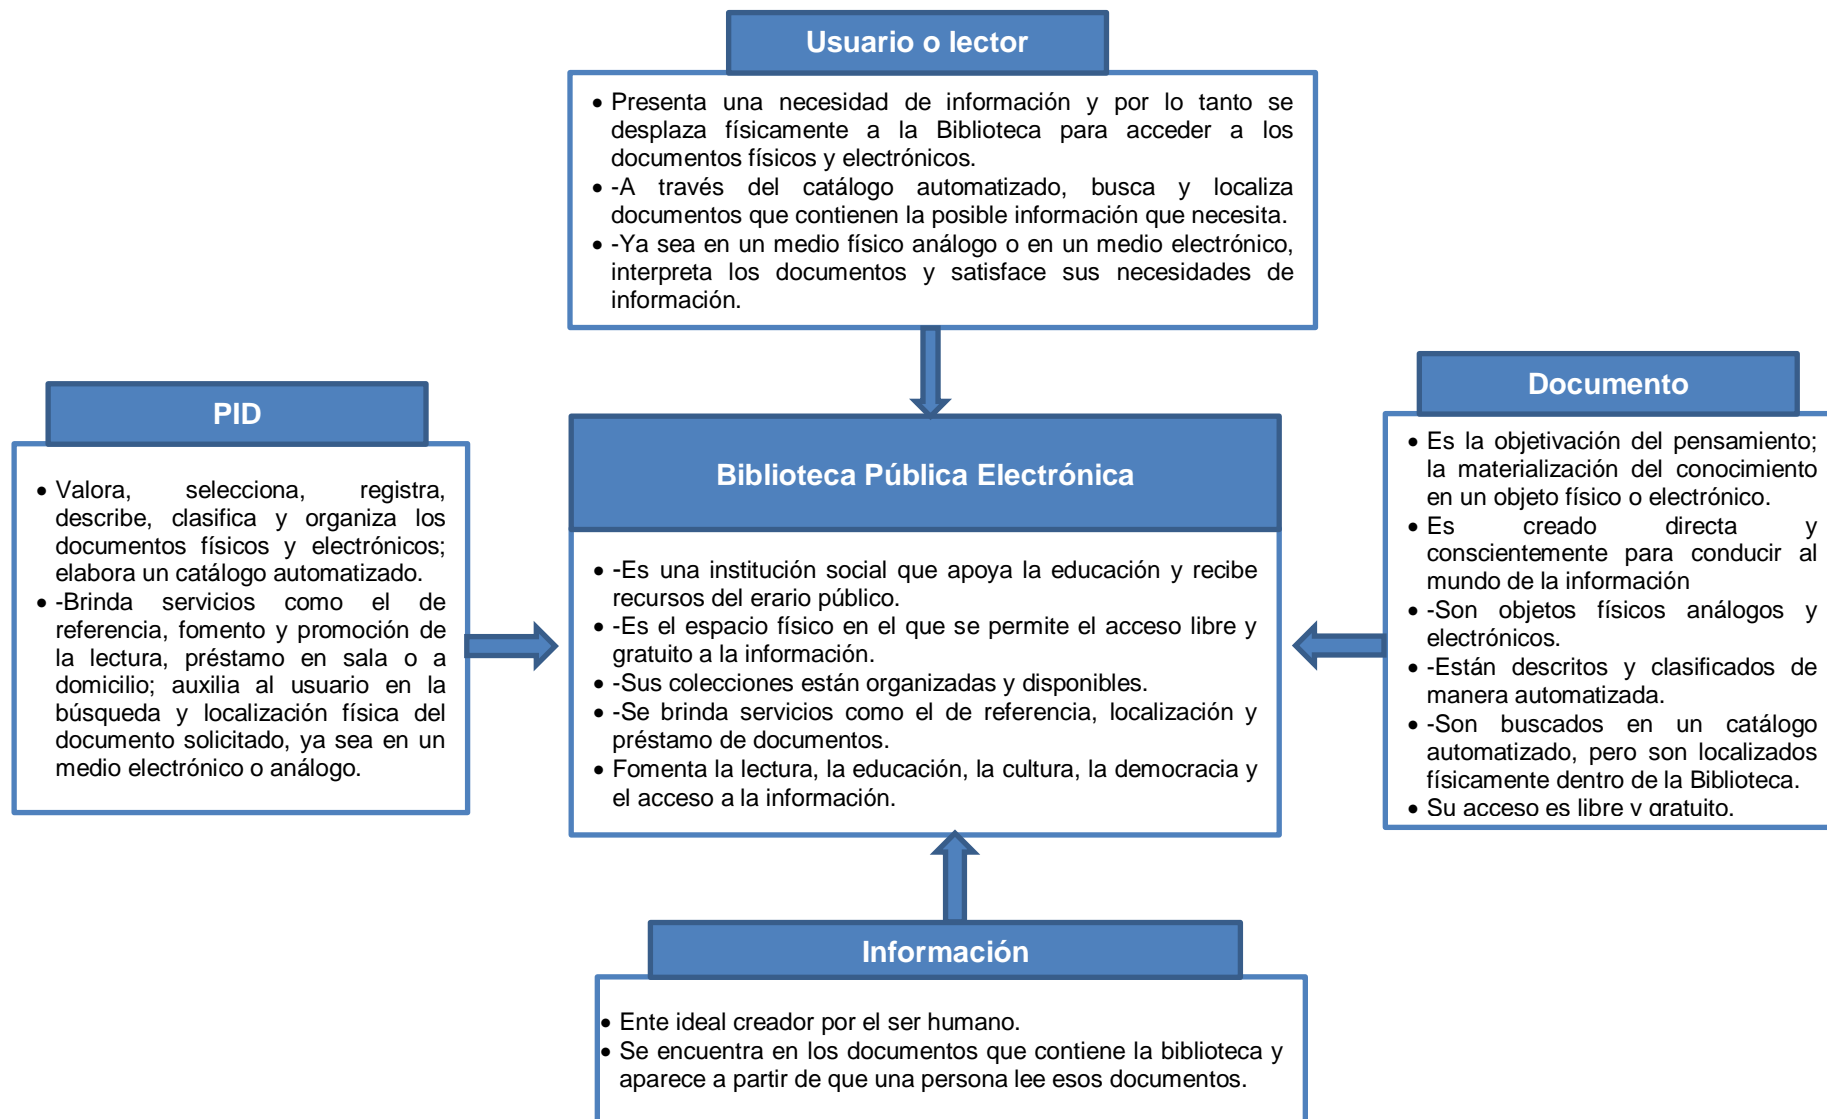 Usuario o lector
• Presenta una necesidad de información y por lo tanto se
desplaza físicamente a la Biblioteca para acceder a los
documentos físicos y electrónicos.
• -A través del catálogo automatizado, busca y localiza
documentos que contienen la posible información que necesita.
• -Ya sea en un medio físico análogo o en un medio electrónico,
interpreta los documentos y satisface sus necesidades de
información.
PID
• Valora, selecciona, registra,
describe, clasifica y organiza los
documentos físicos y electrónicos;
elabora un catálogo automatizado.
• -Brinda servicios como el de
referencia, fomento y promoción de
la lectura, préstamo en sala o a
domicilio; auxilia al usuario en la
búsqueda y localización física del
documento solicitado, ya sea en un
medio electrónico o análogo.
Biblioteca Pública Electrónica
• -Es una institución social que apoya la educación y recibe
recursos del erario público.
• -Es el espacio físico en el que se permite el acceso libre y
gratuito a la información.
• -Sus colecciones están organizadas y disponibles.
• -Se brinda servicios como el de referencia, localización y
préstamo de documentos.
• Fomenta la lectura, la educación, la cultura, la democracia y
el acceso a la información.
Documento
• Es la objetivación del pensamiento;
la materialización del conocimiento
en un objeto físico o electrónico.
• Es creado directa y
conscientemente para conducir al
mundo de la información
• -Son objetos físicos análogos y
electrónicos.
• -Están descritos y clasificados de
manera automatizada.
• -Son buscados en un catálogo
automatizado, pero son localizados
físicamente dentro de la Biblioteca.
• Su acceso es libre y gratuito.
Información
• Ente ideal creador por el ser humano.
• Se encuentra en los documentos que contiene la biblioteca y
aparece a partir de que una persona lee esos documentos.